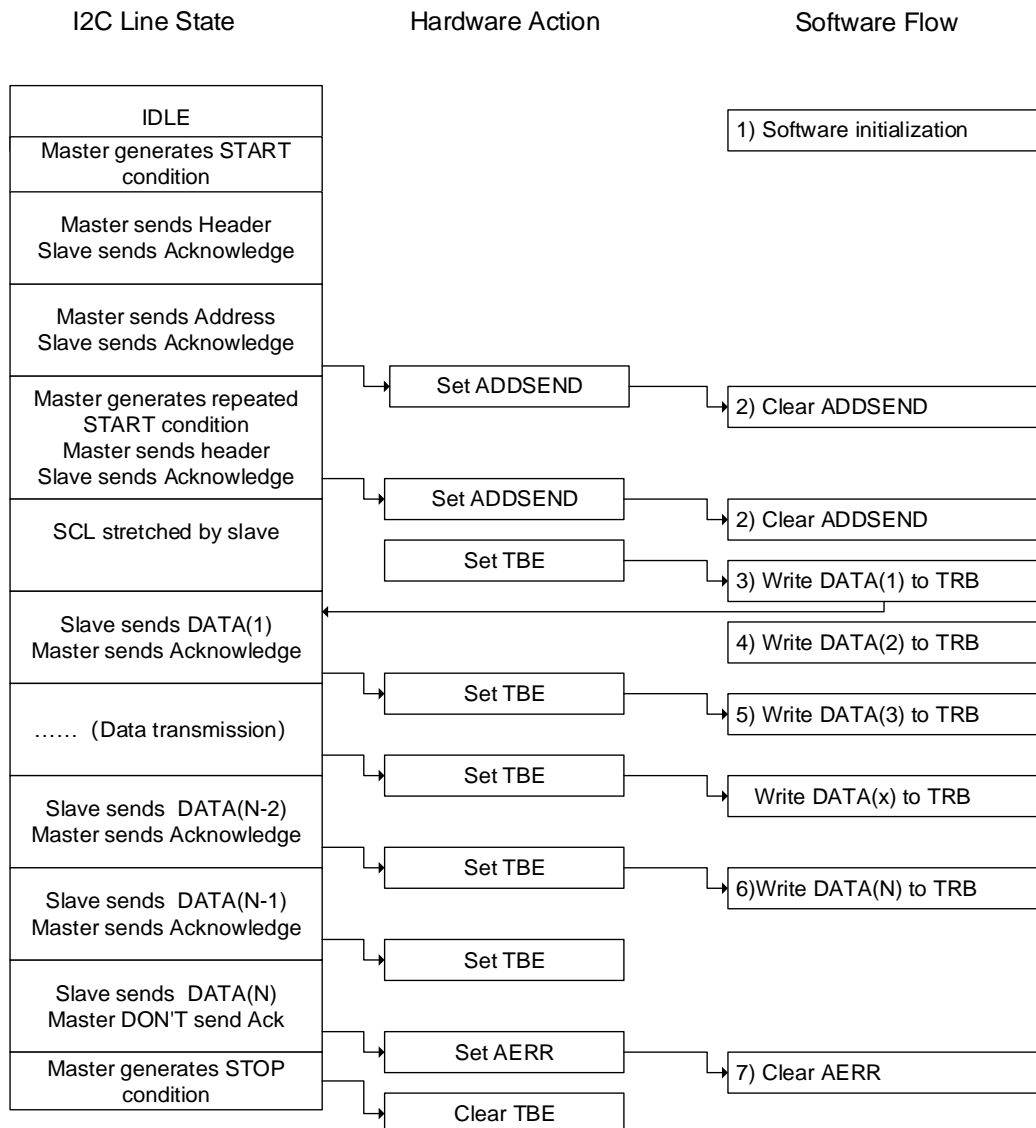 I2C Line State
Hardware Action
Software Flow
IDLE
1) Software initialization
Master generates START
condition
Master sends Header
Slave sends Acknowledge
Master sends Address
Slave sends Acknowledge
Set ADDSEND
2) Clear ADDSEND
Master generates repeated
START condition
Master sends header
Slave sends Acknowledge
Set ADDSEND
2) Clear ADDSEND
SCL stretched by slave
Set TBE
3) Write DATA(1) to TRB
Slave sends DATA(1)
Master sends Acknowledge
4) Write DATA(2) to TRB
Set TBE
5) Write DATA(3) to TRB
...... (Data transmission)
Set TBE
Write DATA(x) to TRB
Slave sends DATA(N-2)
Master sends Acknowledge
Set TBE
6)Write DATA(N) to TRB
Slave sends DATA(N-1)
Master sends Acknowledge
Set TBE
Slave sends DATA(N)
Master DON'T send Ack
Set AERR
7) Clear AERR
Master generates STOP
condition
Clear TBE